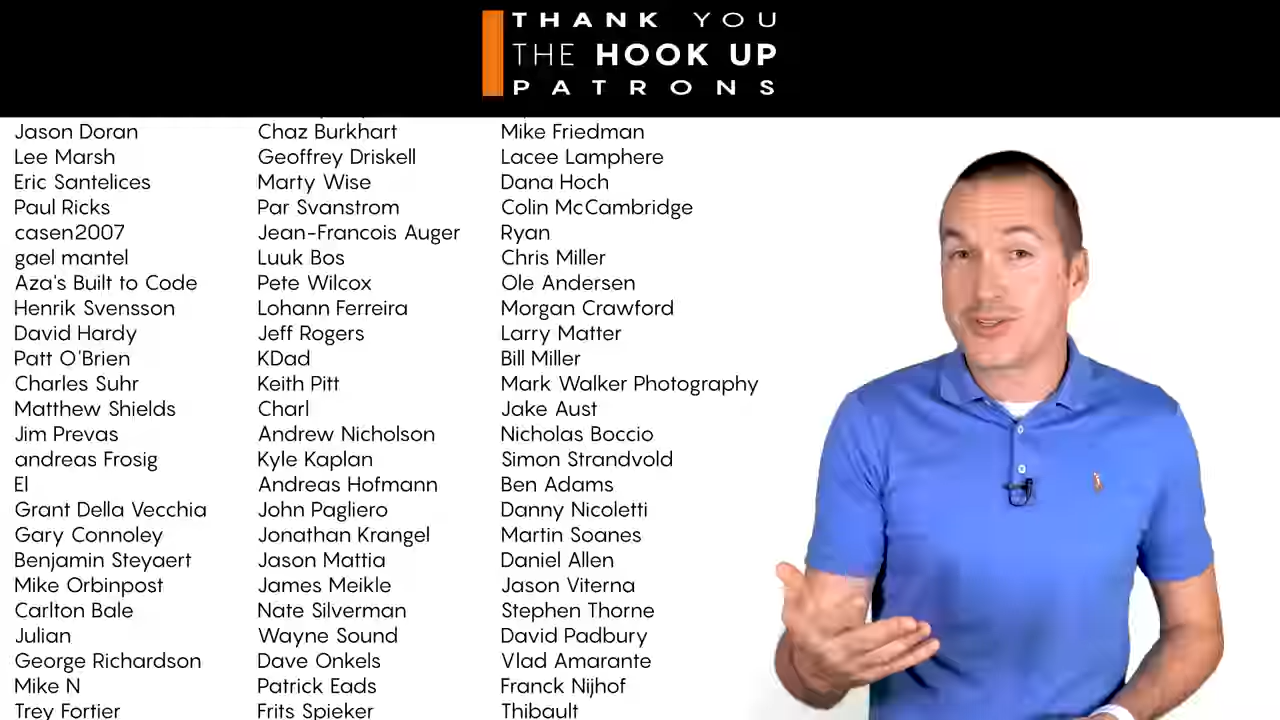 THANK YOU
THE HOOK UP
PATRONS
Jason Doran
Lee Marsh
Eric Santelices
Paul Ricks
casen2007
gael mantel
Aza's Built to Code
Henrik Svensson
David Hardy
Patt O'Brien
Charles Suhr
Matthew Shields
Jim Prevas
andreas Frosig
El
Grant Della Vecchia
Gary Connoley
Benjamin Steyaert
Mike Orbinpost
Carlton Bale
Julian
George Richardson
Mike N
Trey Fortier
Chaz Burkhart
Geoffrey Driskell
Marty Wise
Par Svanstrom
Jean-Francois Auger
Luuk Bos
Pete Wilcox
Lohann Ferreira
Jeff Rogers
KDad
Keith Pitt
Charl
Andrew Nicholson
Kyle Kaplan
Andreas Hofmann
John Pagliero
Jonathan Krangel
Jason Mattia
James Meikle
Nate Silverman
Wayne Sound
Dave Onkels
Patrick Eads
Frits Spieker
Mike Friedman
Lacee Lamphere
Dana Hoch
Colin McCambridge
Ryan
Chris Miller
Ole Andersen
Morgan Crawford
Larry Matter
Bill Miller
Mark Walker Photography
Jake Aust
Nicholas Boccio
Simon Strandvold
Ben Adams
Danny Nicoletti
Martin Soanes
Daniel Allen
Jason Viterna
Stephen Thorne
David Padbury
Vlad Amarante
Franck Nijhof
Thibault